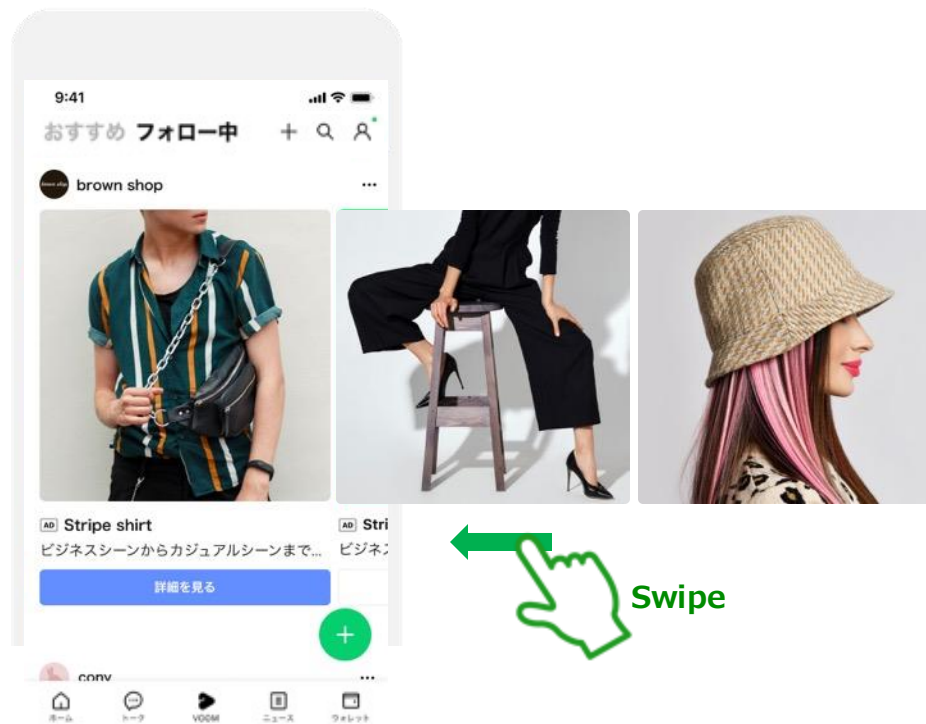 9:41
おすすめ フォロー中
brown shop
AD Stripe shirt
AD Stri
ビジネスシーンからカジュアルシーンまで...
ビジネス
詳細を見る
Swipe
cony
ホーム トーク VOOM ニュース ウォレット